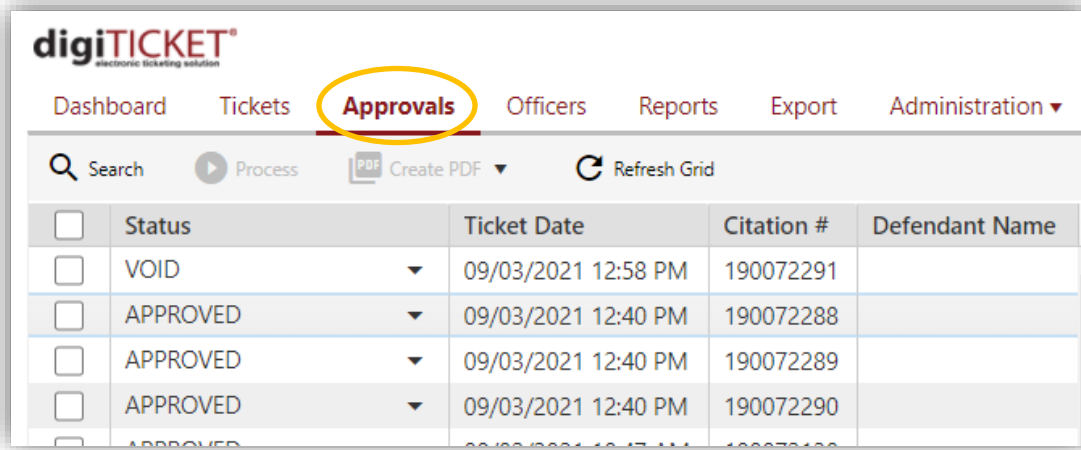 digiTICKET®
electronic ticketing solution
Dashboard Tickets Approvals Officers Reports Export Administration ▾
Search Process PDF Create PDF ▾ Refresh Grid
Status Ticket Date Citation # Defendant Name
VOID 09/03/2021 12:58 PM 190072291
APPROVED 09/03/2021 12:40 PM 190072288
APPROVED 09/03/2021 12:40 PM 190072289
APPROVED 09/03/2021 12:40 PM 190072290
APPROVED